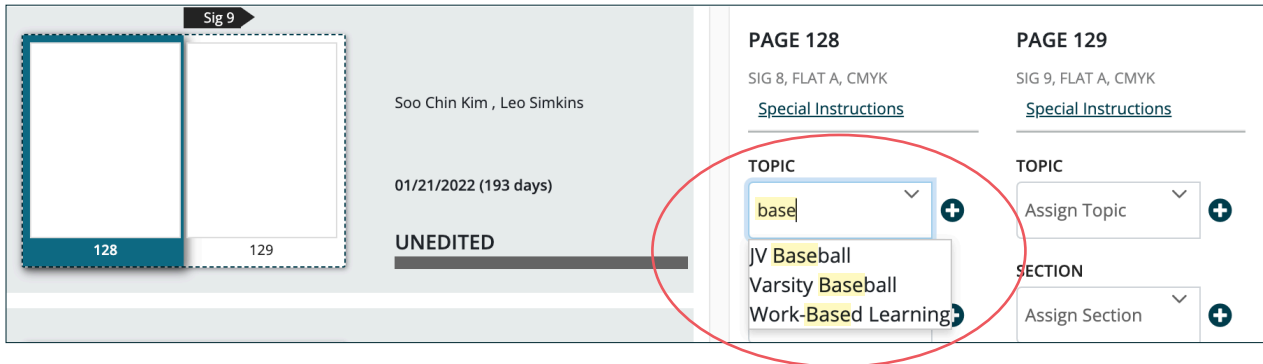 Sig 9
128
129
Soo Chin Kim , Leo Simkins
01/21/2022 (193 days)
UNEDITED
PAGE 128
SIG 8, FLAT A, CMYK
Special Instructions
TOPIC
base
JV Baseball
Varsity Baseball
Work-Based Learning
PAGE 129
SIG 9, FLAT A, CMYK
Special Instructions
TOPIC
Assign Topic
SECTION
Assign Section